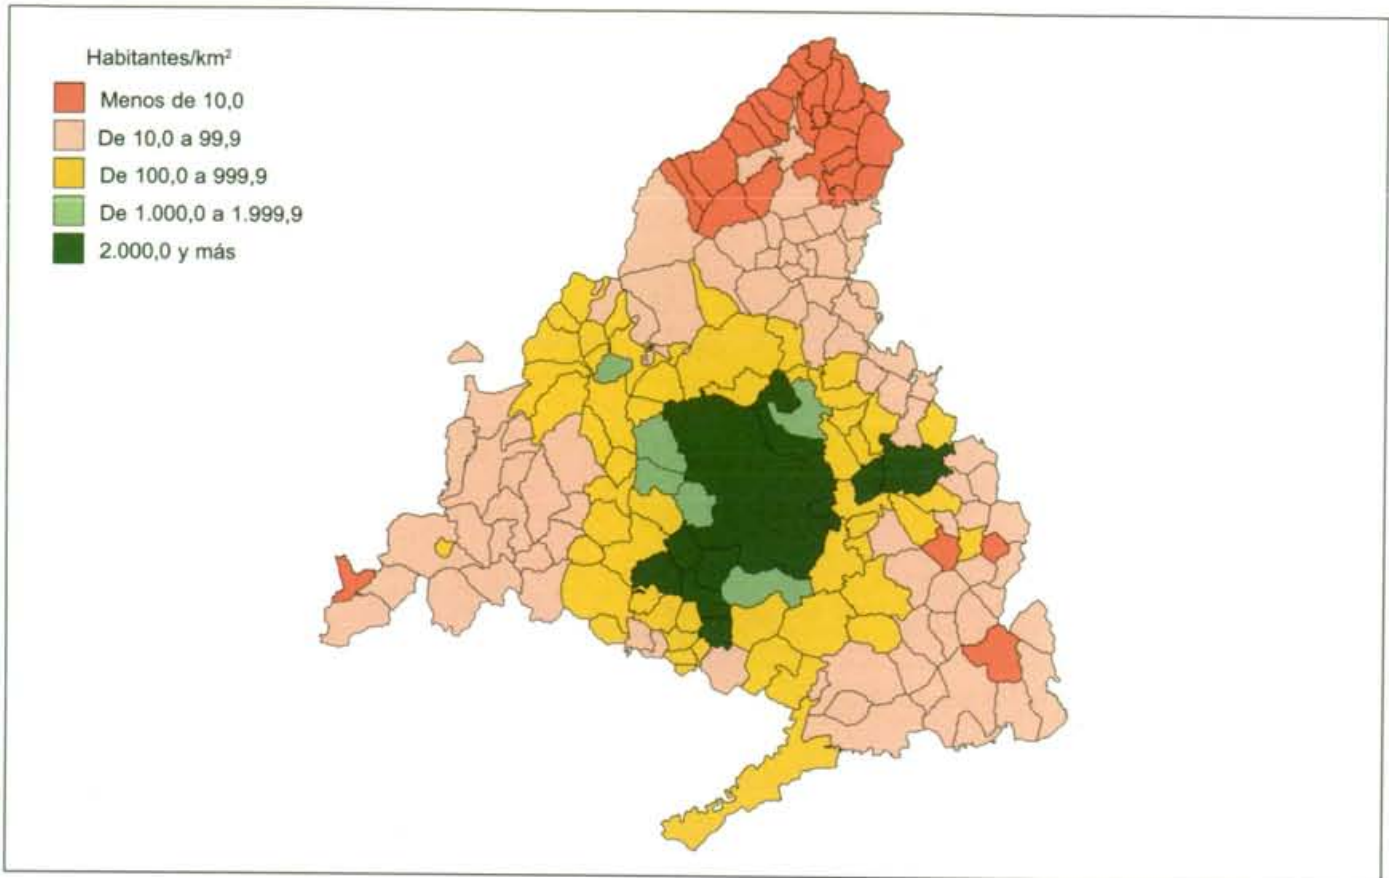 Habitantes/km²
Menos de 10,0
De 10,0 a 99,9
De 100,0 a 999,9
De 1.000,0 a 1.999,9
2.000,0 y más